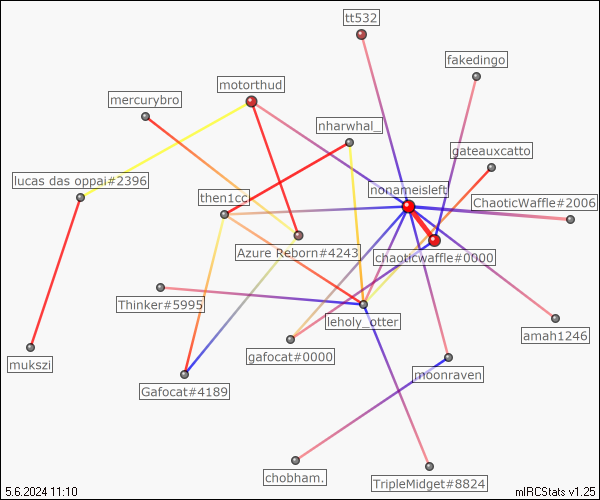 tt532
fakedingo
motorthud
mercurybro
nharwhal_
gateauxcatto
lucas das oppai#2396
nonameisleft
then1cc
ChaoticWaffle#2006
Azure Reborn#4243
chaoticwaffle#0000
Thinker#5995
leholy_otter
amah1246
gafocat#0000
mukszi
moonraven
Gafocat#4189
chobham.
TripleMidget#8824
5.6.2024 11:10
mIRCStats v1.25